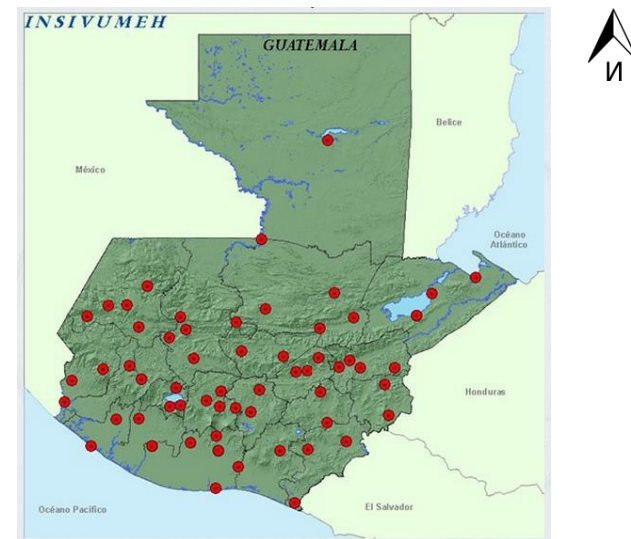 INSIVUMEH
GUATEMALA
Belice
México
Océano
Atlántico
Honduras
Océano Pacífico
El Salvador
И